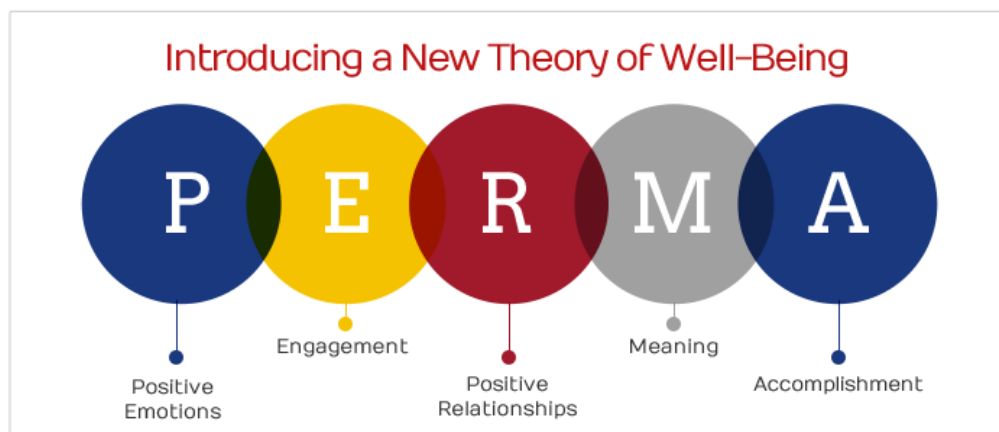 Introducing a New Theory of Well-Being
P E R M A
Engagement
Meaning
Positive
Emotions
Positive
Relationships
Accomplishment